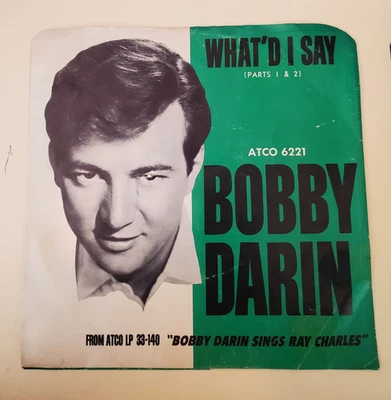 WHAT'D I SAY
(PARTS 1 & 2)
ATCO 6221
BOBBY
DARIN
FROM ATCO LP 33-140 "BOBBY DARIN SINGS RAY CHARLES"